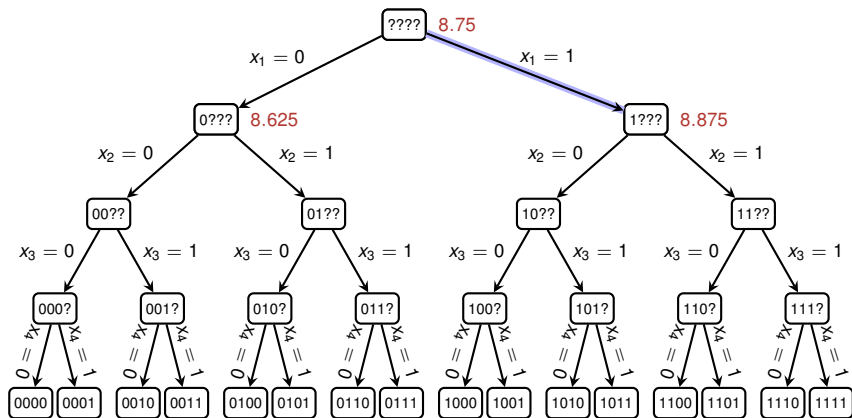 ???? 8.75
x₁ = 0 x₁ = 1
0??? 8.625 1??? 8.875
x₂ = 0 x₂ = 1 x₂ = 0 x₂ = 1
00?? 01?? 10?? 11??
x₃ = 0 x₃ = 1 x₃ = 0 x₃ = 1 x₃ = 0 x₃ = 1 x₃ = 0 x₃ = 1
000? 001? 010? 011? 100? 101? 110? 111?
x₄ = 0 x₄ = 1 x₄ = 0 x₄ = 1 x₄ = 0 x₄ = 1 x₄ = 0 x₄ = 1 x₄ = 0 x₄ = 1 x₄ = 0 x₄ = 1 x₄ = 0 x₄ = 1 x₄ = 0 x₄ = 1
0000 0001 0010 0011 0100 0101 0110 0111 1000 1001 1010 1011 1100 1101 1110 1111